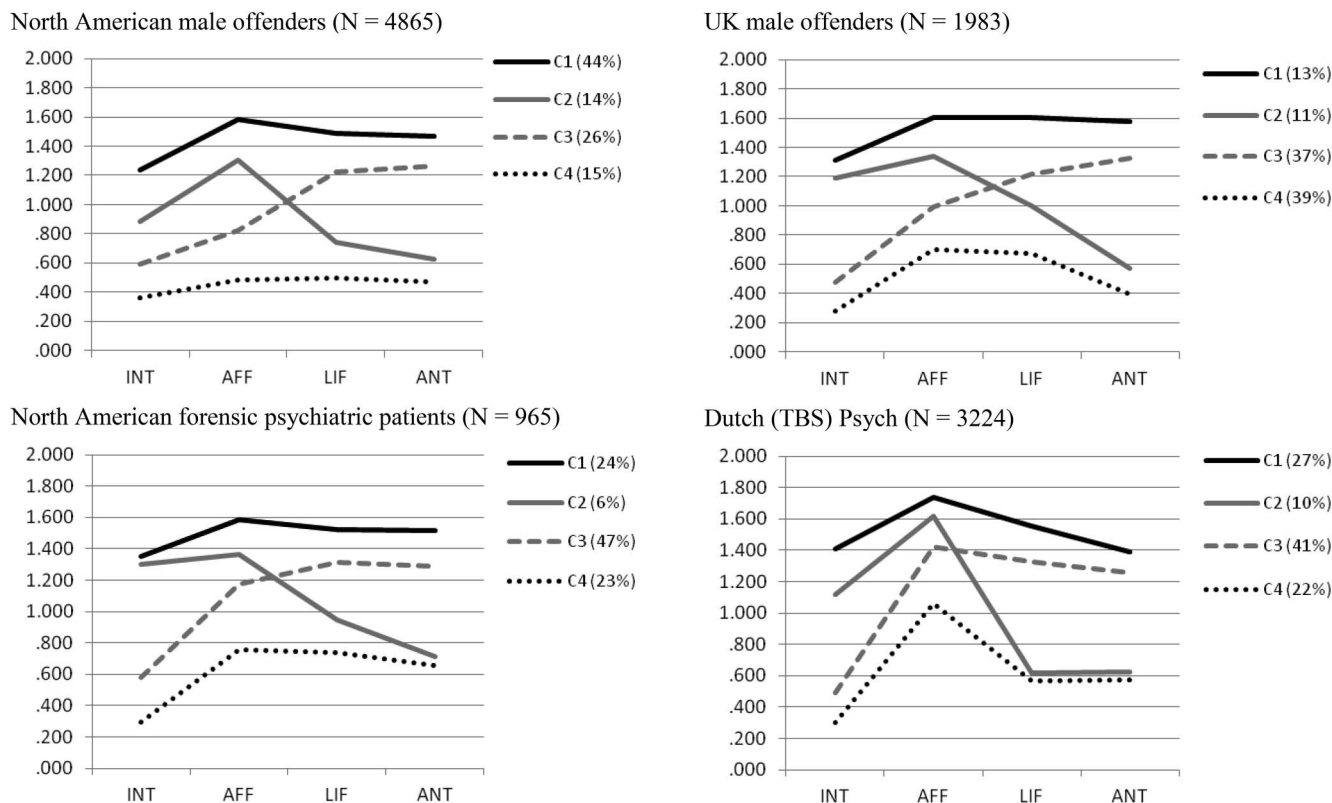 North American male offenders (N = 4865)
2.000
1.800
1.600
1.400
1.200
1.000
.800
.600
.400
.200
.000
INT AFF LIF ANT
C1 (44%)
C2 (14%)
C3 (26%)
C4 (15%)
UK male offenders (N = 1983)
2.000
1.800
1.600
1.400
1.200
1.000
.800
.600
.400
.200
.000
INT AFF LIF ANT
C1 (13%)
C2 (11%)
C3 (37%)
C4 (39%)
North American forensic psychiatric patients (N = 965)
2.000
1.800
1.600
1.400
1.200
1.000
.800
.600
.400
.200
.000
INT AFF LIF ANT
C1 (24%)
C2 (6%)
C3 (47%)
C4 (23%)
Dutch (TBS) Psych (N = 3224)
2.000
1.800
1.600
1.400
1.200
1.000
.800
.600
.400
.200
.000
INT AFF LIF ANT
C1 (27%)
C2 (10%)
C3 (41%)
C4 (22%)